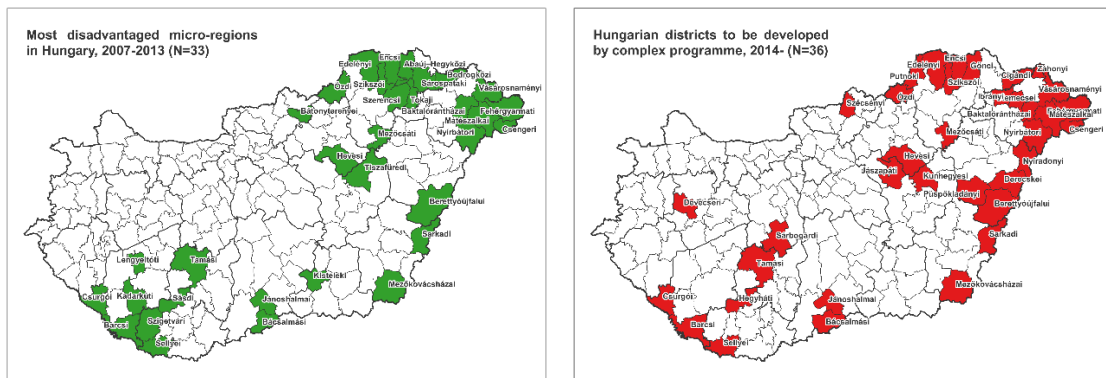 Most disadvantaged micro-regions
in Hungary, 2007-2013 (N=33)
Edelényi
Encsi
Abaúj–Hegyközi
Bodrogközi
Ózdi
Szikszói
Sárospataki
Vásárosnaményi
Szerencsi
Tokaji
Fehérgyarmati
Bátonyterenyei
Baktalórántházai
Mátészalkai
Csengeri
Mezőcsáti
Nyírbátori
Hevesi
Tiszafüredi
Berettyóújfalui
Sarkadi
Lengyeltóti
Tamási
Kisteleki
Mezőkovácsházai
Csurgói
Kadarkúti
Sásdi
Jánoshalmai
Barcsi
Szigetvári
Bácsalmási
Sellyei
Hungarian districts to be developed
by complex programme, 2014- (N=36)
Edelényi
Encsi
Gönci
Putnoki
Szikszói
Cigándi
Záhonyi
Ózdi
Vásárosnaményi
Szécsényi
Ibrányi
Kemecsei
Mátészalkai
Baktalórántházai
Csengeri
Mezőcsáti
Nyírbátori
Hevesi
Nyíradonyi
Jászapáti
Kunhegyesi
Derecskei
Püspökladányi
Devecseri
Berettyóújfalui
Sárbogárdi
Sarkadi
Tamási
Mezőkovácsházai
Csurgói
Hegyháti
Jánoshalmai
Barcsi
Bácsalmási
Sellyei